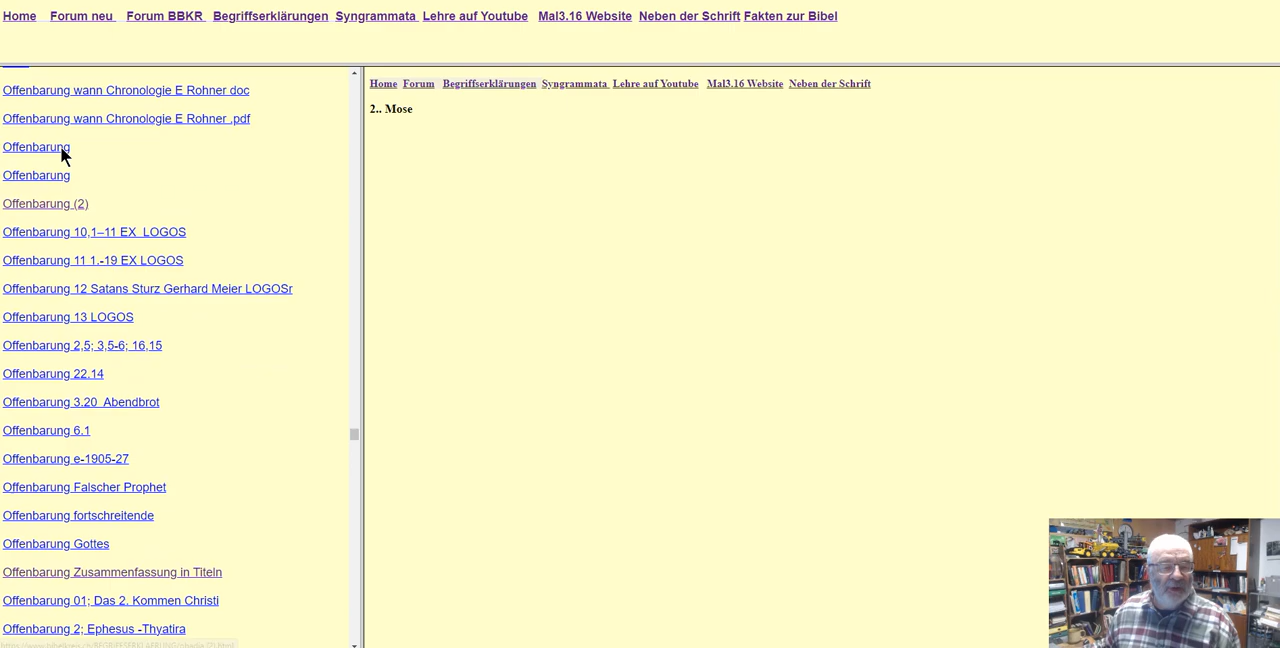 Home Forum neu Forum BBKR Begriffserklärungen Syngrammata Lehre auf Youtube Mal3.16 Website Neben der Schrift Fakten zur Bibel
Offenbarung wann Chronologie E Rohner doc
Offenbarung wann Chronologie E Rohner .pdf
Offenbarung
Offenbarung
Offenbarung (2)
Offenbarung 10,1–11 EX LOGOS
Offenbarung 11 1.-19 EX LOGOS
Offenbarung 12 Satans Sturz Gerhard Meier LOGOSr
Offenbarung 13 LOGOS
Offenbarung 2,5; 3,5-6; 16,15
Offenbarung 22.14
Offenbarung 3.20 Abendbrot
Offenbarung 6.1
Offenbarung e-1905-27
Offenbarung Falscher Prophet
Offenbarung fortschreitende
Offenbarung Gottes
Offenbarung Zusammenfassung in Titeln
Offenbarung 01; Das 2. Kommen Christi
Offenbarung 2; Ephesus -Thyatira
Home Forum Begriffserklärungen Syngrammata Lehre auf Youtube Mal3.16 Website Neben der Schrift
2.. Mose